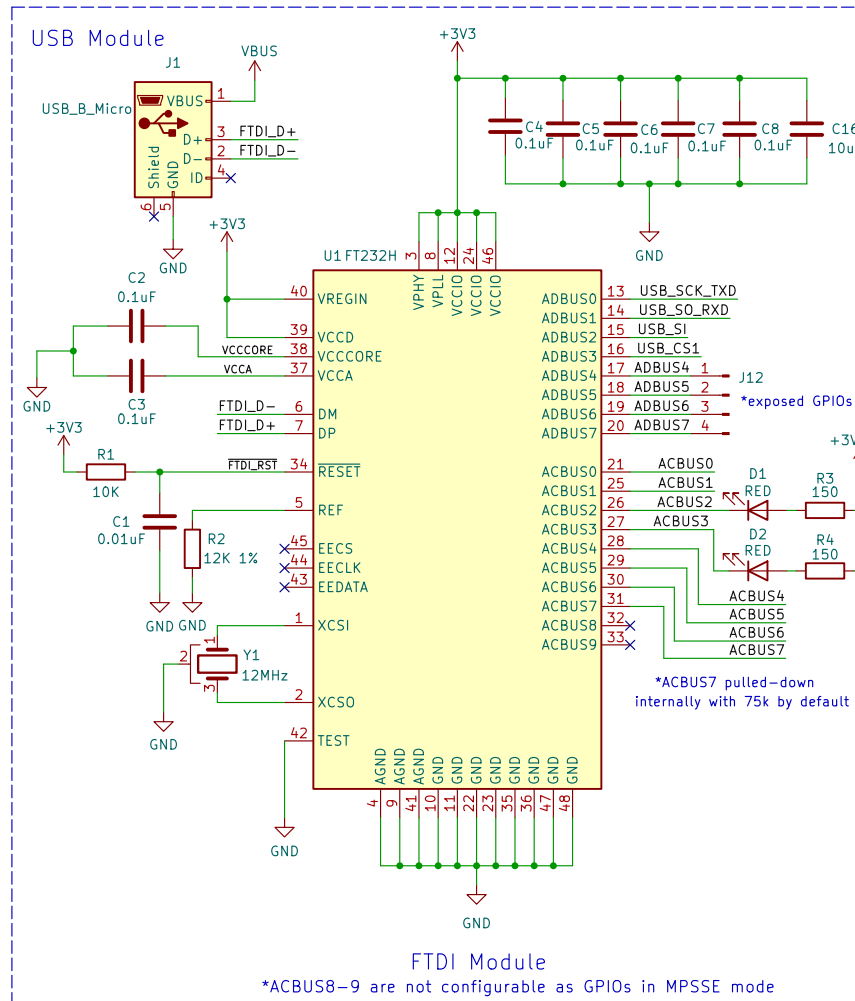 USB Module
J1
VBUS
USB_B_Micro
VBUS 1
D+ 3 FTDI_D+
D- 2 FTDI_D-
ID 4
Shield
GND
6
5
GND
+3V3
C4
0.1uF
C5
0.1uF
C6
0.1uF
C7
0.1uF
C8
0.1uF
C16
10u
GND
+3V3
U1 FT232H
3
8
12
24
46
VPHY
VPLL
VCCIO
VCCIO
VCCIO
C2
0.1uF
C3
0.1uF
GND
40 VREGIN
39 VCCD
VCCCORE 38 VCCCORE
VCCA 37 VCCA
FTDI_D- 6 DM
FTDI_D+ 7 DP
+3V3
R1
10K
FTDI_RST 34 RESET
C1
0.01uF
GND
5 REF
R2
12K 1%
GND
45 EECS
44 EECLK
43 EEDATA
1 XCSI
1
2
3
Y1
12MHz
GND
2 XCSO
42 TEST
GND
ADBUS0 13 USB_SCK_TXD
ADBUS1 14 USB_SO_RXD
ADBUS2 15 USB_SI
ADBUS3 16 USB_CS1
ADBUS4 17 ADBUS4 1
ADBUS5 18 ADBUS5 2
ADBUS6 19 ADBUS6 3
ADBUS7 20 ADBUS7 4
J12
*exposed GPIOs
+3V
ACBUS0 21 ACBUS0
ACBUS1 25 ACBUS1
ACBUS2 26 ACBUS2
ACBUS3 27 ACBUS3
ACBUS4 28
ACBUS5 29
ACBUS6 30
ACBUS7 31
ACBUS8 32
ACBUS9 33
D1
RED
R3
150
D2
RED
R4
150
ACBUS4
ACBUS5
ACBUS6
ACBUS7
*ACBUS7 pulled-down
internally with 75k by default
AGND
AGND
AGND
GND
GND
GND
GND
GND
GND
GND
GND
4
9
41
10
11
22
23
35
36
47
48
GND
FTDI Module
*ACBUS8-9 are not configurable as GPIOs in MPSSE mode